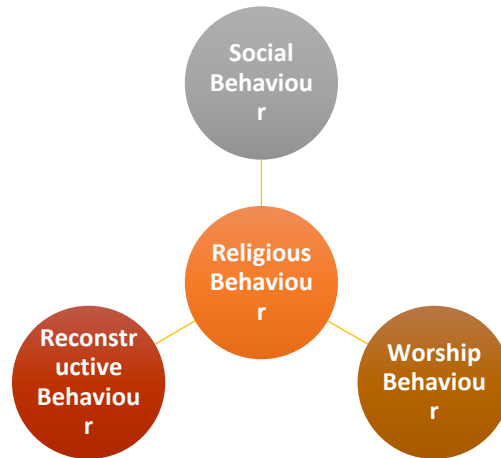 Social
Behaviou
r
Religious
Behaviou
r
Reconstr
uctive
Behaviou
r
Worship
Behaviou
r